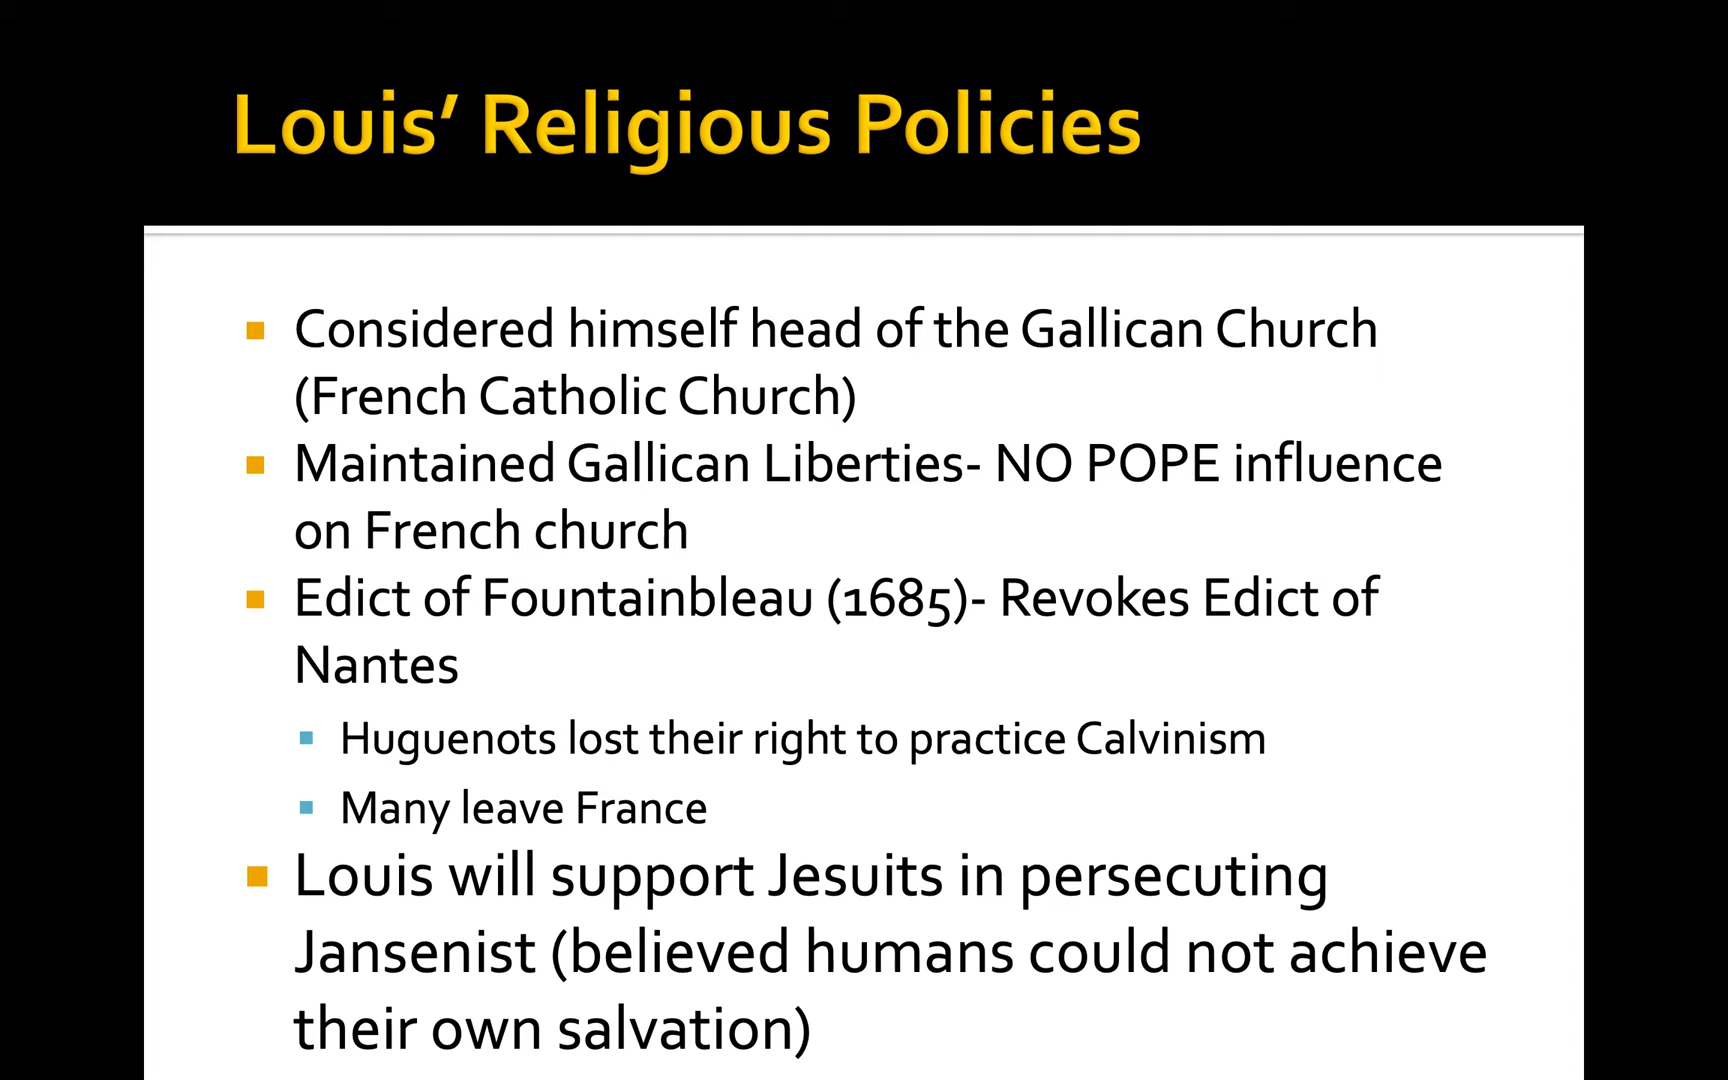 Louis’ Religious Policies
Considered himself head of the Gallican Church
(French Catholic Church)
Maintained Gallican Liberties- NO POPE influence
on French church
Edict of Fountainbleau (1685)- Revokes Edict of
Nantes
Huguenots lost their right to practice Calvinism
Many leave France
Louis will support Jesuits in persecuting
Jansenist (believed humans could not achieve
their own salvation)